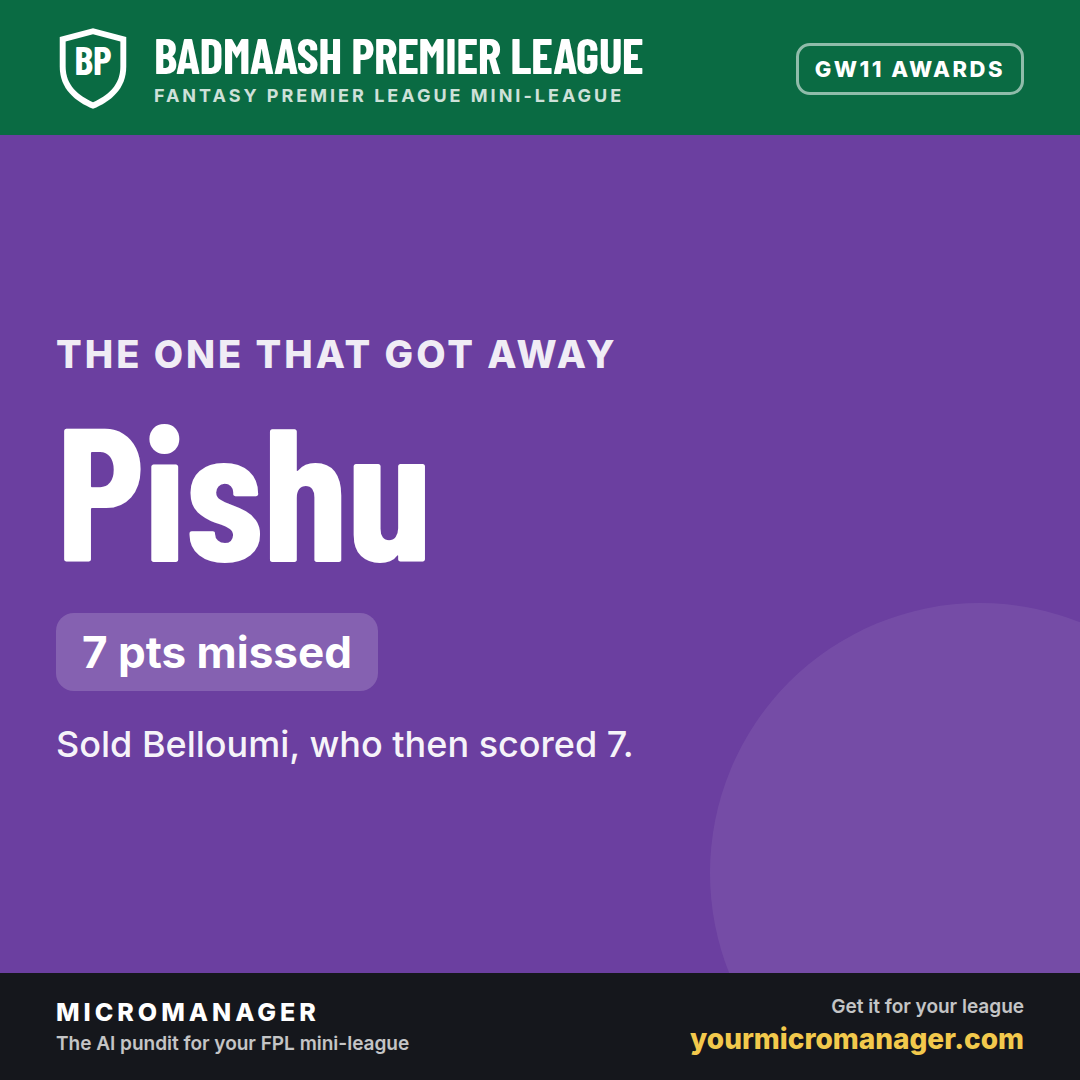 BP
BADMAASH PREMIER LEAGUE
FANTASY PREMIER LEAGUE MINI-LEAGUE
GW11 AWARDS
THE ONE THAT GOT AWAY
Pishu
7 pts missed
Sold Belloumi, who then scored 7.
MICROMANAGER
The AI pundit for your FPL mini-league
Get it for your league
yourmicromanager.com